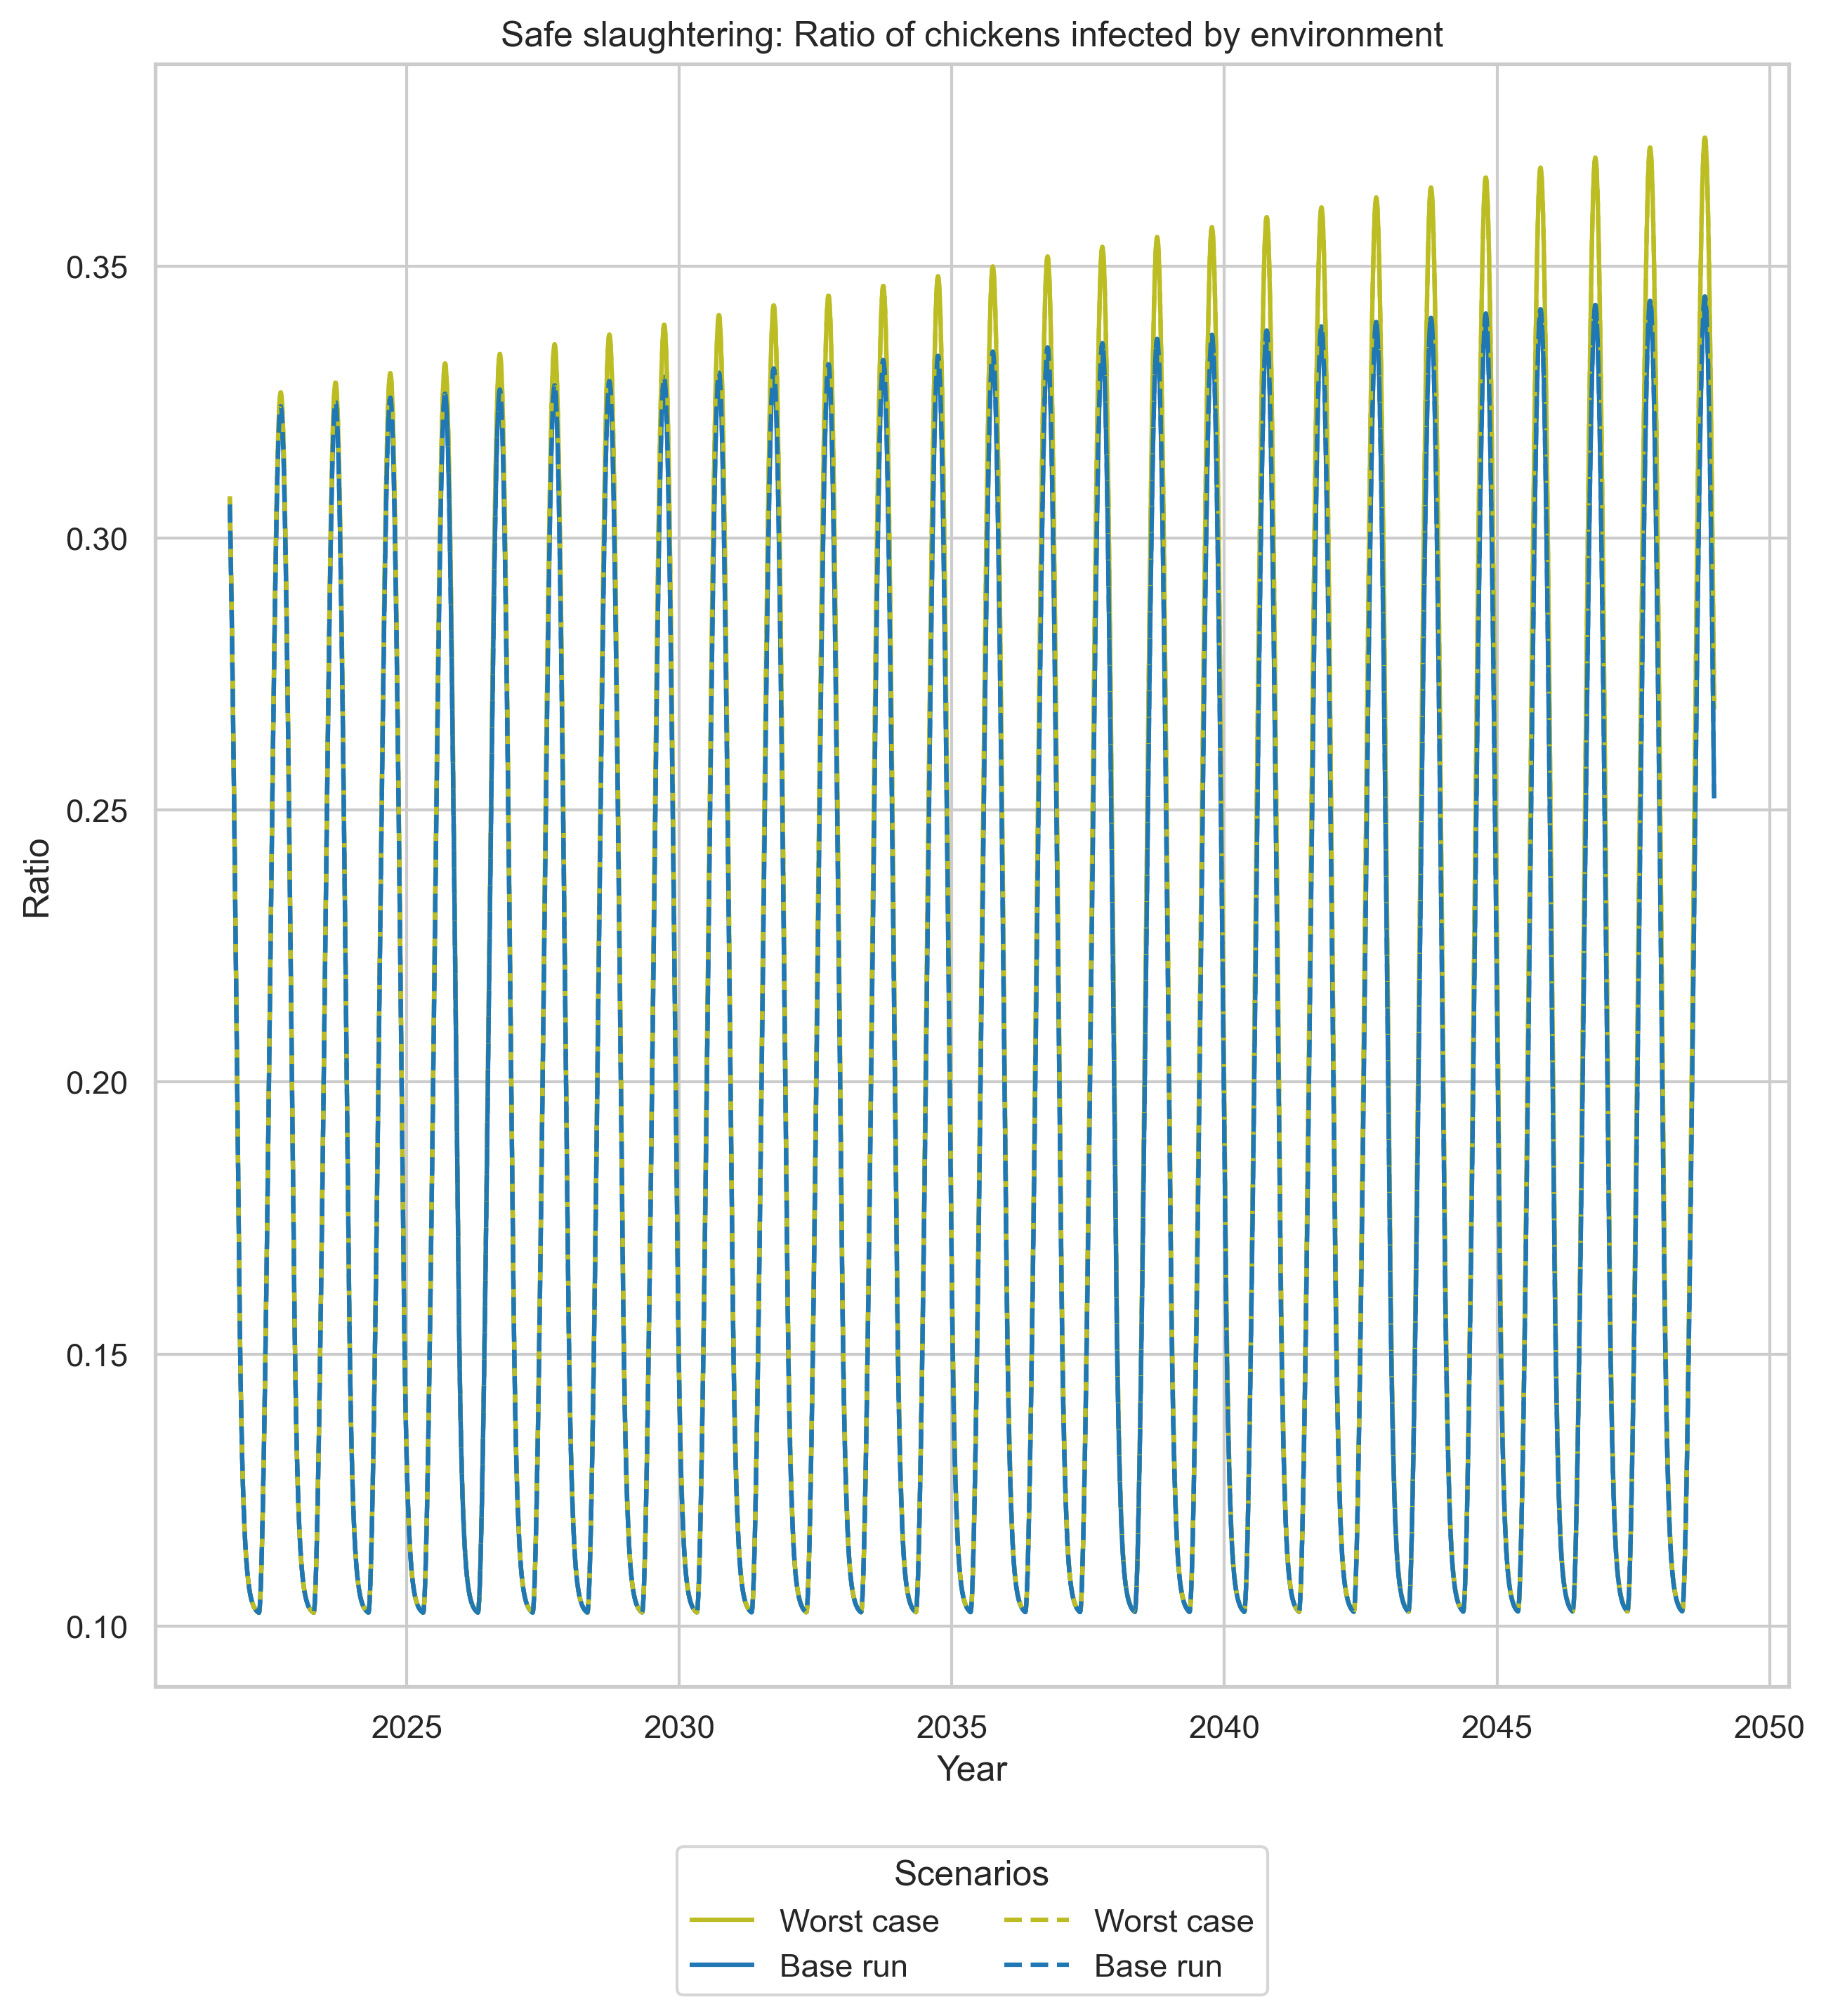 Safe slaughtering: Ratio of chickens infected by environment
0.35
0.30
0.25
0.20
0.15
0.10
Ratio
2025 2030 2035 2040 2045 2050
Year
Scenarios
Worst case Worst case
Base run Base run